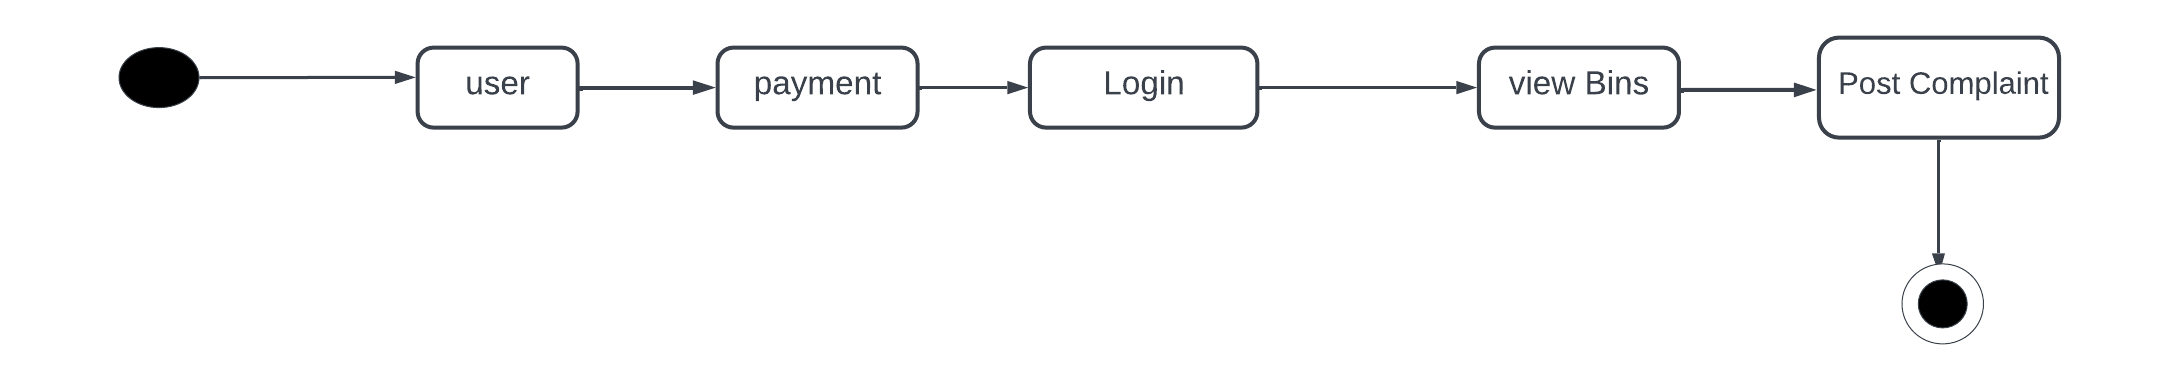 user
payment
Login
view Bins
Post Complaint